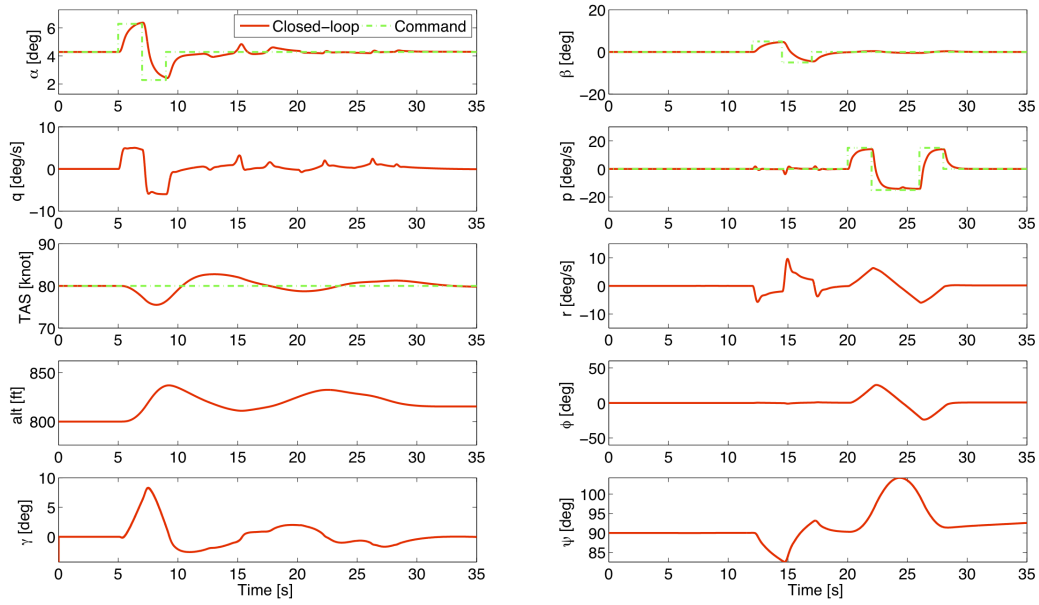 6
4
2
α [deg]
Closed−loop
Command
0 5 10 15 20 25 30 35
20
0
−20
β [deg]
0 5 10 15 20 25 30 35
10
0
−10
q [deg/s]
0 5 10 15 20 25 30 35
20
0
−20
p [deg/s]
0 5 10 15 20 25 30 35
90
80
70
TAS [knot]
0 5 10 15 20 25 30 35
10
0
−10
r [deg/s]
0 5 10 15 20 25 30 35
850
800
alt [ft]
0 5 10 15 20 25 30 35
50
0
−50
ϕ [deg]
0 5 10 15 20 25 30 35
10
0
γ [deg]
0 5 10 15 20 25 30 35
Time [s]
100
95
90
85
ψ [deg]
0 5 10 15 20 25 30 35
Time [s]